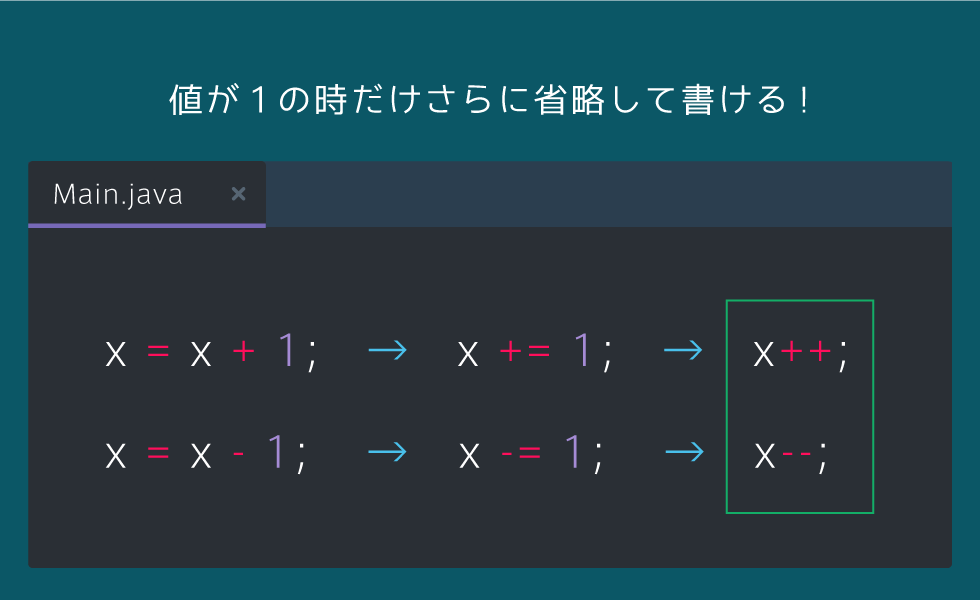 値が１の時だけさらに省略して書ける！
Main.java ×
x = x + 1; → x += 1; → x++;
x = x - 1; → x -= 1; → x--;